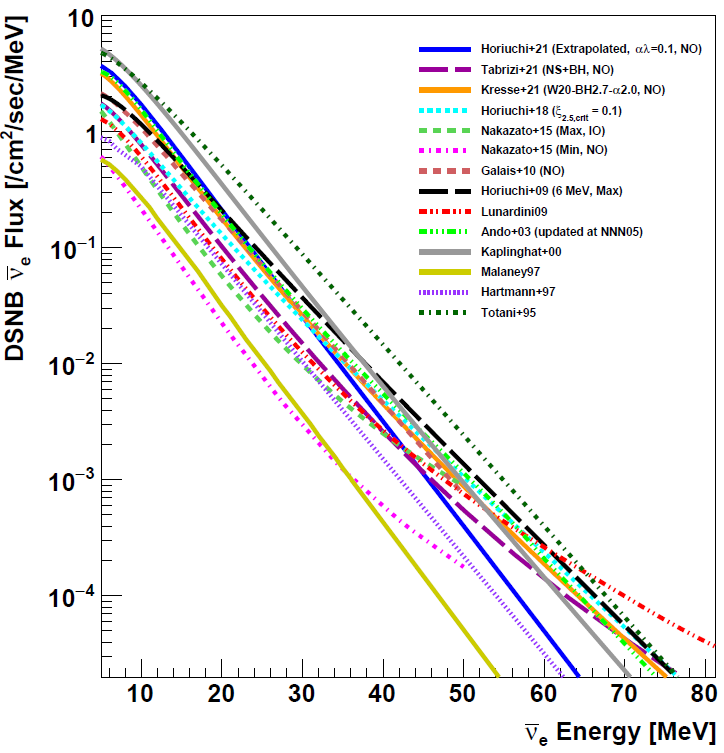 DSNB ν̅e Flux [/cm²/sec/MeV]
10
1
10⁻¹
10⁻²
10⁻³
10⁻⁴
Horiuchi+21 (Extrapolated, αλ=0.1, NO)
Tabrizi+21 (NS+BH, NO)
Kresse+21 (W20-BH2.7-α2.0, NO)
Horiuchi+18 (ξ2.5,crit = 0.1)
Nakazato+15 (Max, IO)
Nakazato+15 (Min, NO)
Galais+10 (NO)
Horiuchi+09 (6 MeV, Max)
Lunardini09
Ando+03 (updated at NNN05)
Kaplinghat+00
Malaney97
Hartmann+97
Totani+95
10 20 30 40 50 60 70 80
ν̅e Energy [MeV]